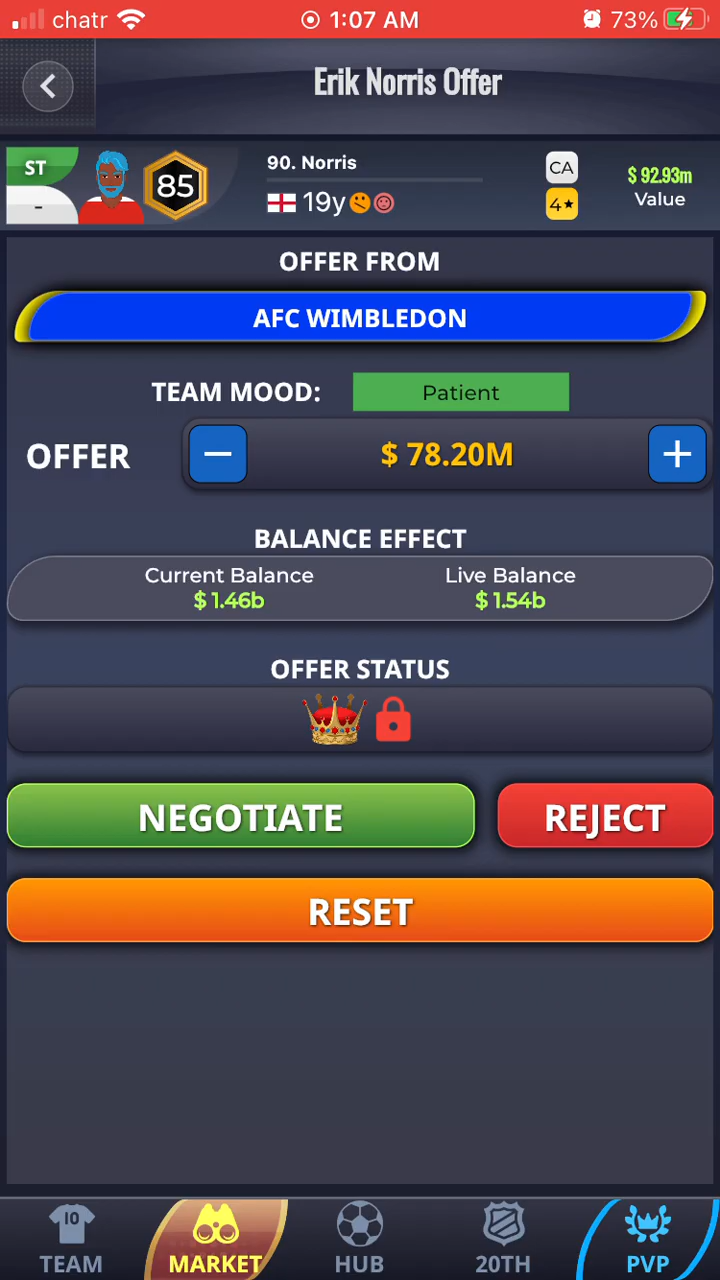 chatr 1:07 AM 73%
Erik Norris Offer
ST
-
85
90. Norris
19y
CA
4★
$ 92.93m
Value
OFFER FROM
AFC WIMBLEDON
TEAM MOOD: Patient
OFFER − $ 78.20M +
BALANCE EFFECT
Current Balance Live Balance
$ 1.46b $ 1.54b
OFFER STATUS
NEGOTIATE REJECT
RESET
10
TEAM MARKET HUB 20TH PVP